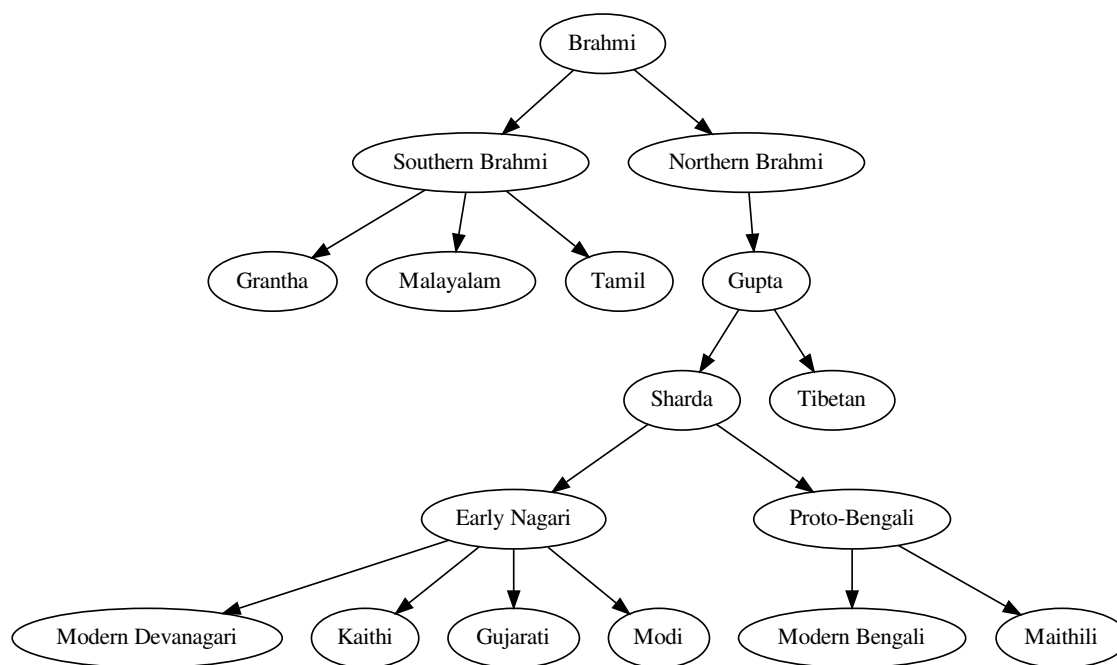 Brahmi
Southern Brahmi
Northern Brahmi
Grantha
Malayalam
Tamil
Gupta
Sharda
Tibetan
Early Nagari
Proto-Bengali
Modern Devanagari
Kaithi
Gujarati
Modi
Modern Bengali
Maithili